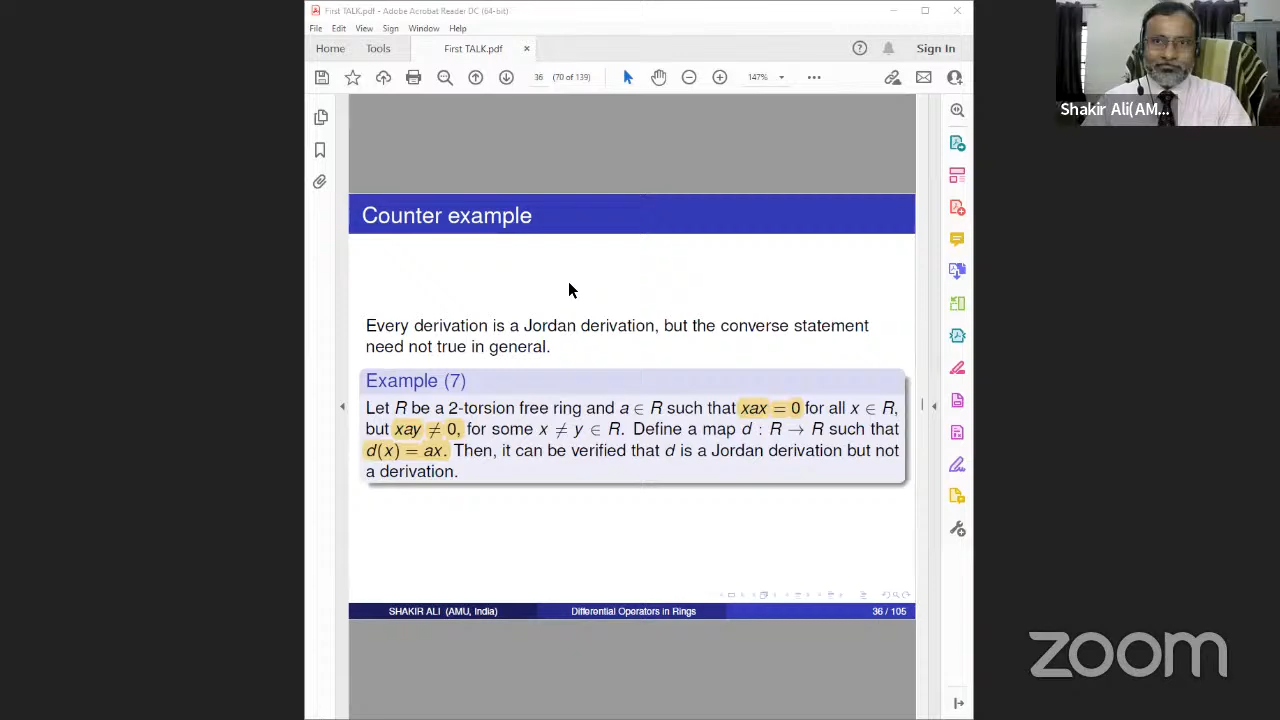 First TALK.pdf - Adobe Acrobat Reader DC (64-bit)
File Edit View Sign Window Help
Home Tools First TALK.pdf × Sign In
36 (70 of 139) 147%
Shakir Ali(AM...
Counter example
Every derivation is a Jordan derivation, but the converse statement
need not true in general.
Example (7)
Let R be a 2-torsion free ring and a ∈ R such that xax = 0 for all x ∈ R,
but xay ≠ 0, for some x ≠ y ∈ R. Define a map d : R → R such that
d(x) = ax. Then, it can be verified that d is a Jordan derivation but not
a derivation.
SHAKIR ALI (AMU, India) Differential Operators in Rings 36 / 105
zoom